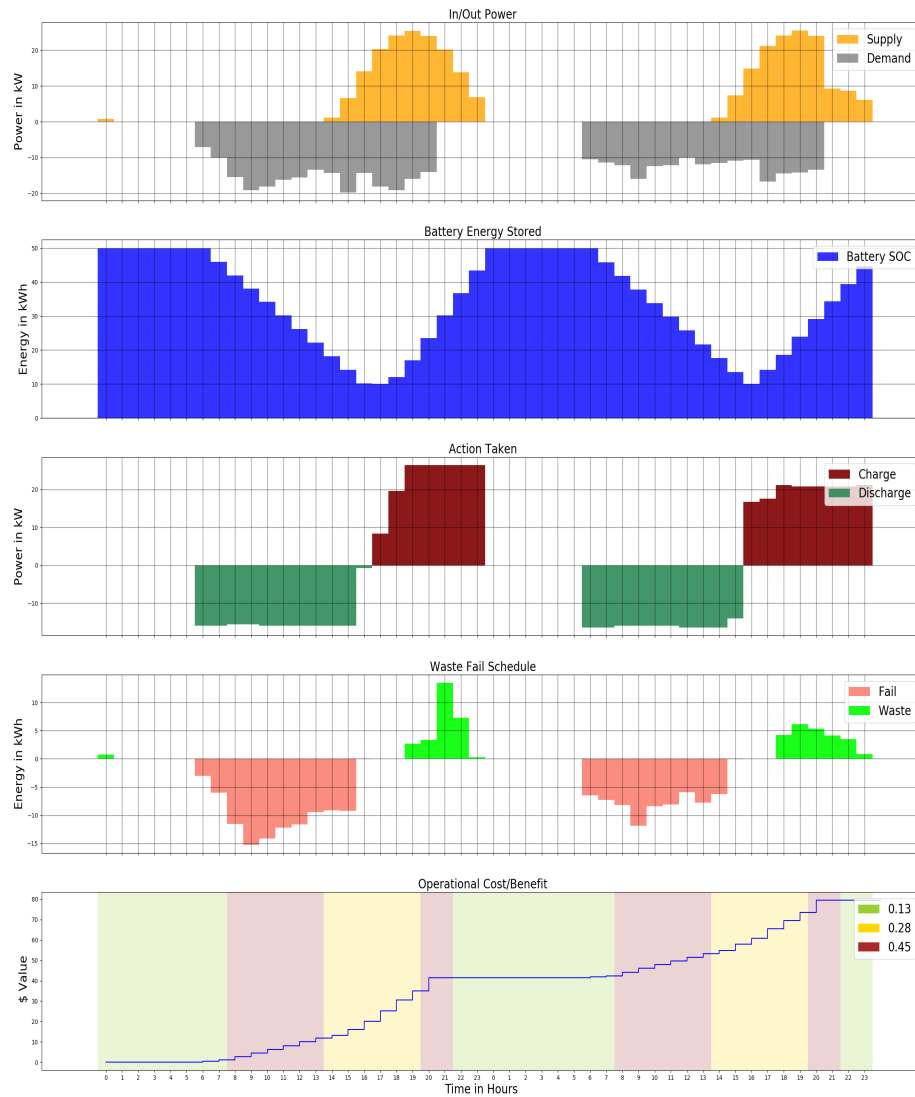 In/Out Power
Power in kW
20
10
0
−10
−20
Supply
Demand
Battery Energy Stored
Energy in kWh
50
40
30
20
10
0
Battery SOC
Action Taken
Power in kW
20
10
0
−10
Charge
Discharge
Waste Fail Schedule
Energy in kWh
10
5
0
−5
−10
−15
Fail
Waste
Operational Cost/Benefit
$ Value
80
70
60
50
40
30
20
10
0
0.13
0.28
0.45
0 1 2 3 4 5 6 7 8 9 10 11 12 13 14 15 16 17 18 19 20 21 22 23 0 1 2 3 4 5 6 7 8 9 10 11 12 13 14 15 16 17 18 19 20 21 22 23
Time in Hours